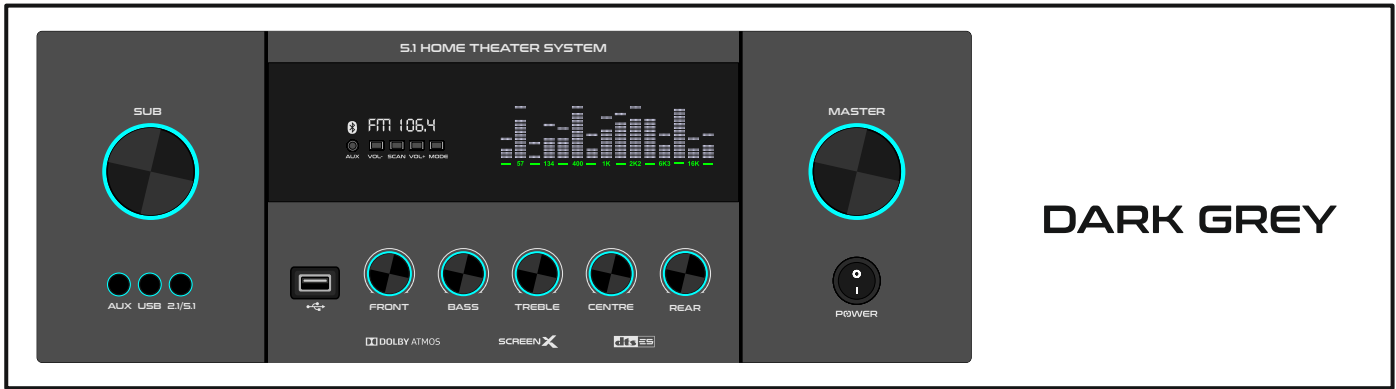 5.1 HOME THEATER SYSTEM
SUB
MASTER
FM 106.4
AUX VOL- SCAN VOL+ MODE
57 134 400 1K 2K2 6K3 16K
DARK GREY
AUX USB 2.1/5.1
FRONT BASS TREBLE CENTRE REAR
POWER
DOLBY ATMOS SCREEN X dts ES